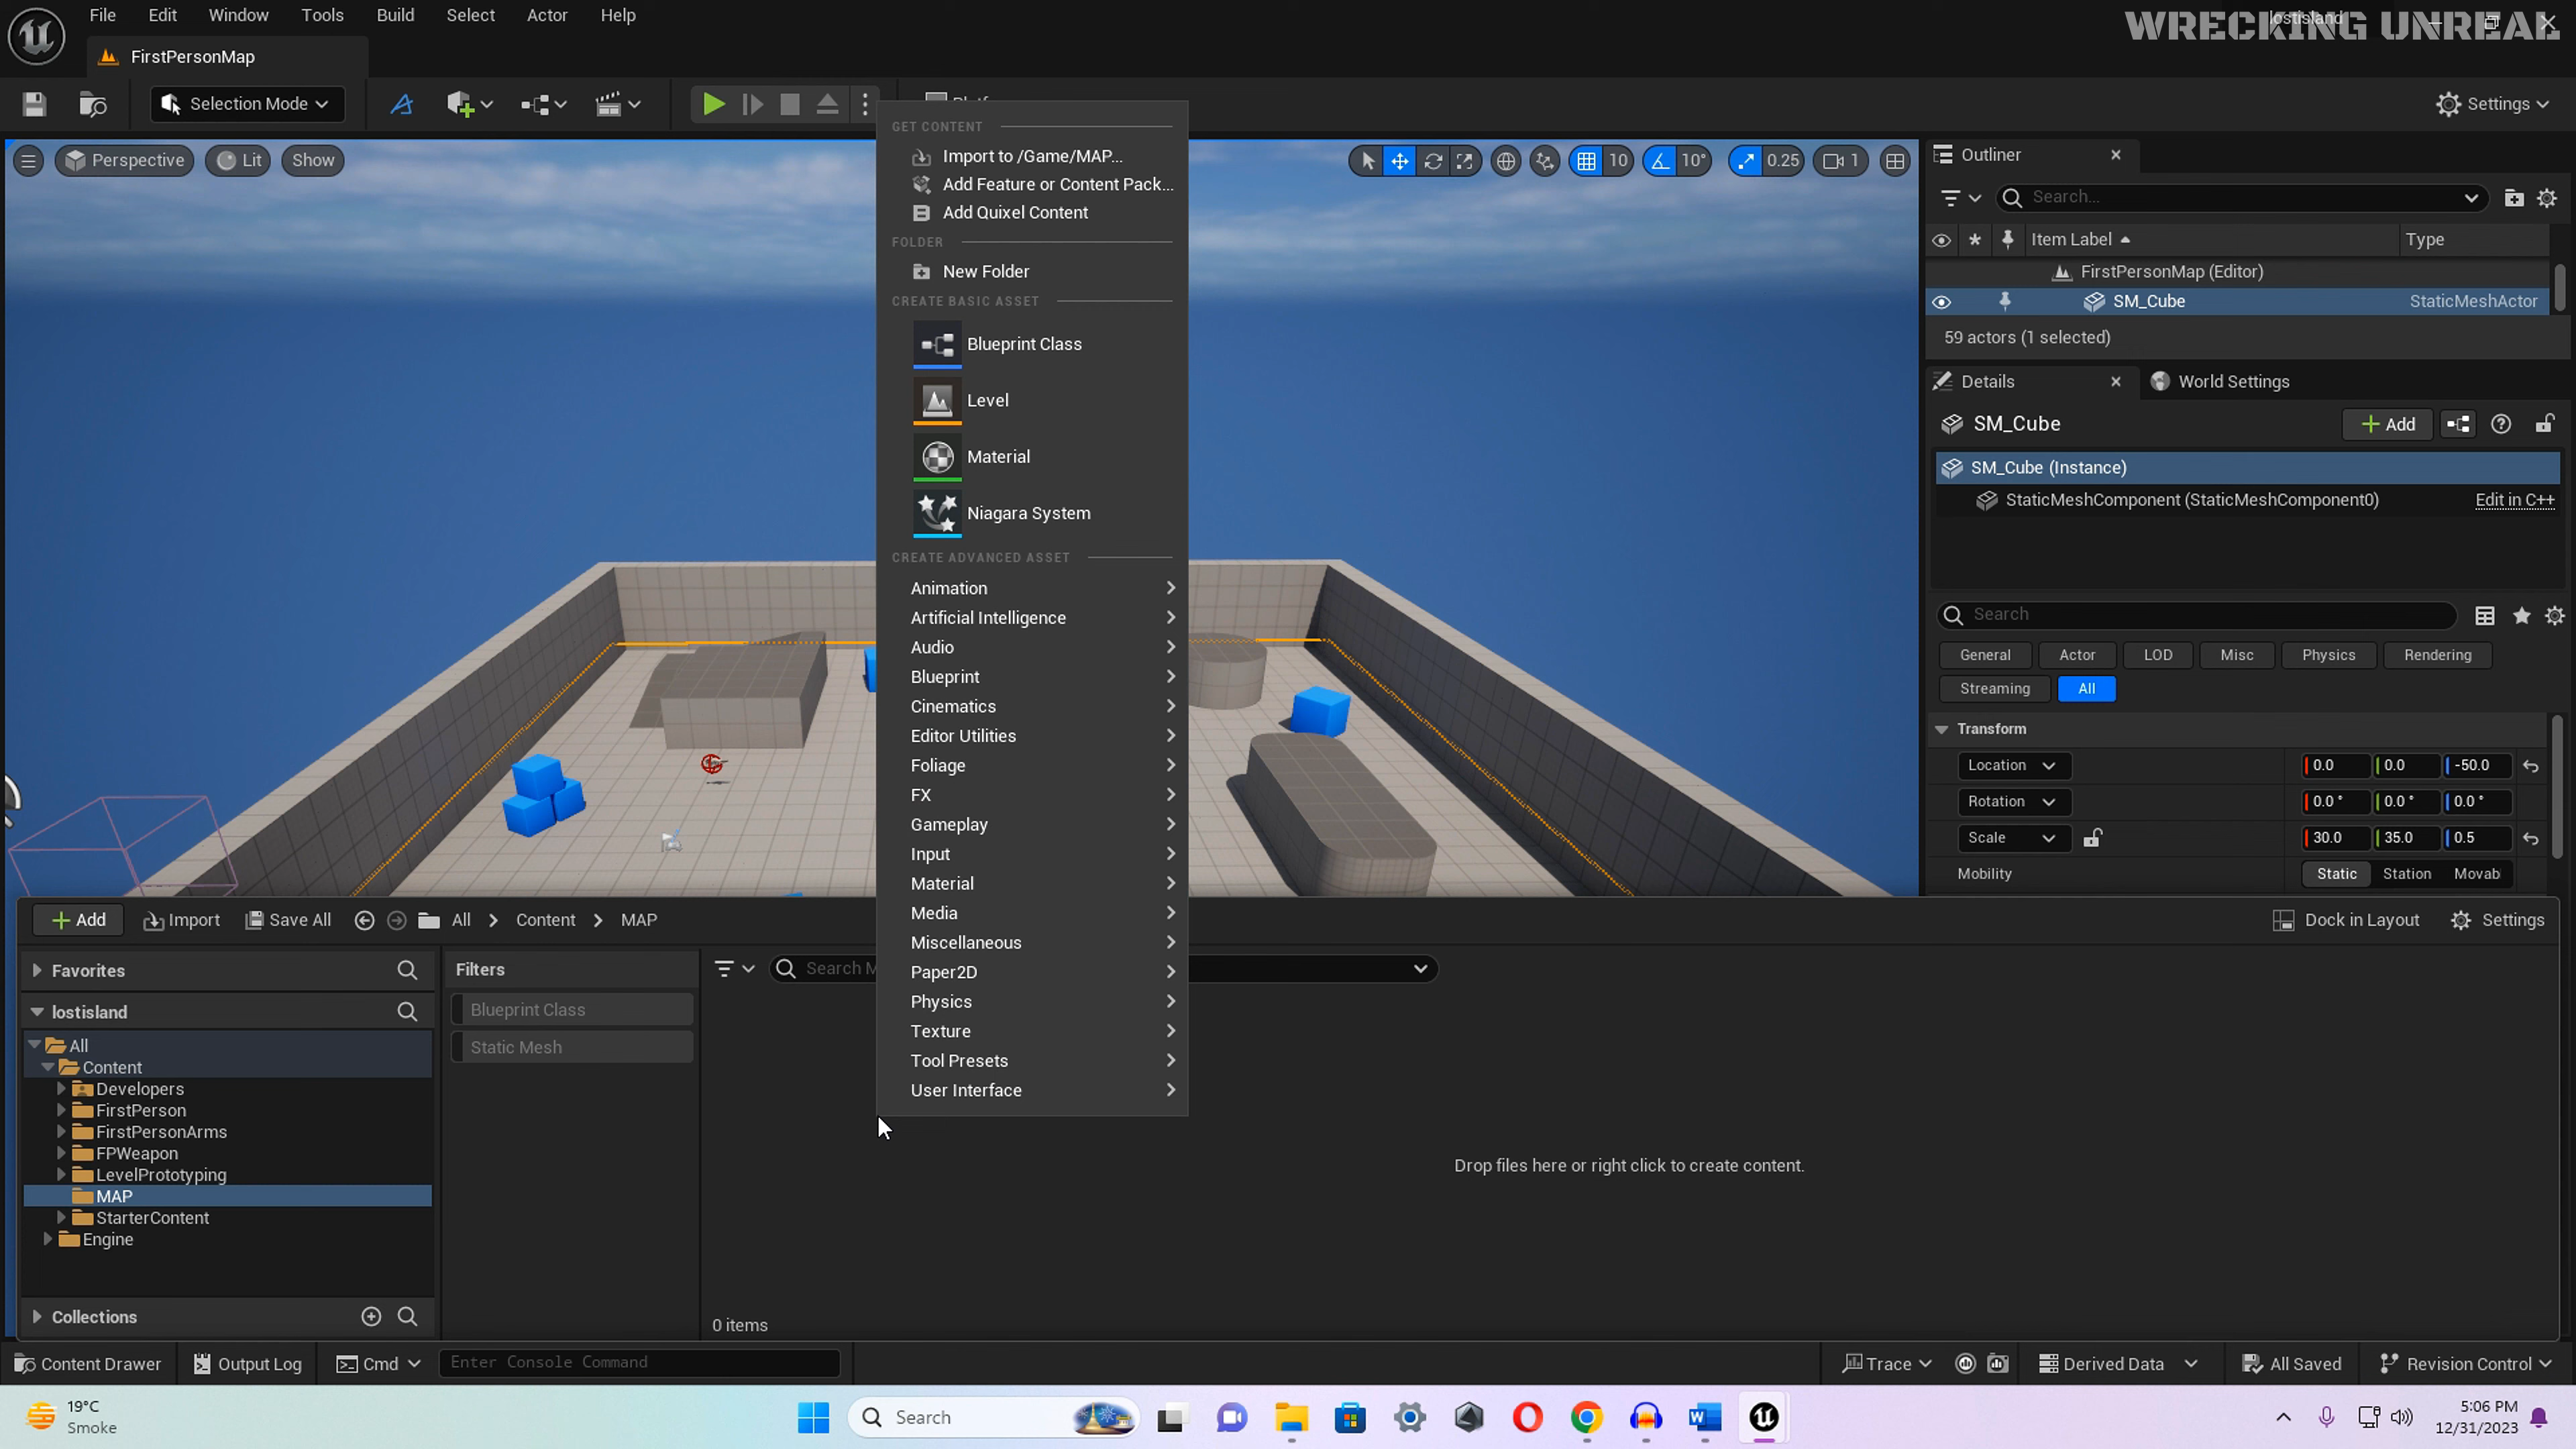 File Edit Window Tools Build Select Actor Help
lostisland
WRECKING UNREAL
FirstPersonMap
Selection Mode
Settings
Perspective Lit Show
10 10° 0.25 1
GET CONTENT
Import to /Game/MAP...
Add Feature or Content Pack...
Add Quixel Content
FOLDER
New Folder
CREATE BASIC ASSET
Blueprint Class
Level
Material
Niagara System
CREATE ADVANCED ASSET
Animation
Artificial Intelligence
Audio
Blueprint
Cinematics
Editor Utilities
Foliage
FX
Gameplay
Input
Material
Media
Miscellaneous
Paper2D
Physics
Texture
Tool Presets
User Interface
Outliner
Search...
Item Label Type
FirstPersonMap (Editor)
SM_Cube StaticMeshActor
59 actors (1 selected)
Details World Settings
SM_Cube Add
SM_Cube (Instance)
StaticMeshComponent (StaticMeshComponent0) Edit in C++
Search
General Actor LOD Misc Physics Rendering
Streaming All
Transform
Location 0.0 0.0 -50.0
Rotation 0.0° 0.0° 0.0°
Scale 30.0 35.0 0.5
Mobility Static Station Movab
Add Import Save All All Content MAP Dock in Layout Settings
Favorites
lostisland
All
Content
Developers
FirstPerson
FirstPersonArms
FPWeapon
LevelPrototyping
MAP
StarterContent
Engine
Collections
Filters
Blueprint Class
Static Mesh
Search M
Drop files here or right click to create content.
0 items
Content Drawer Output Log Cmd Enter Console Command Trace Derived Data All Saved Revision Control
19°C
Smoke
Search
5:06 PM
12/31/2023